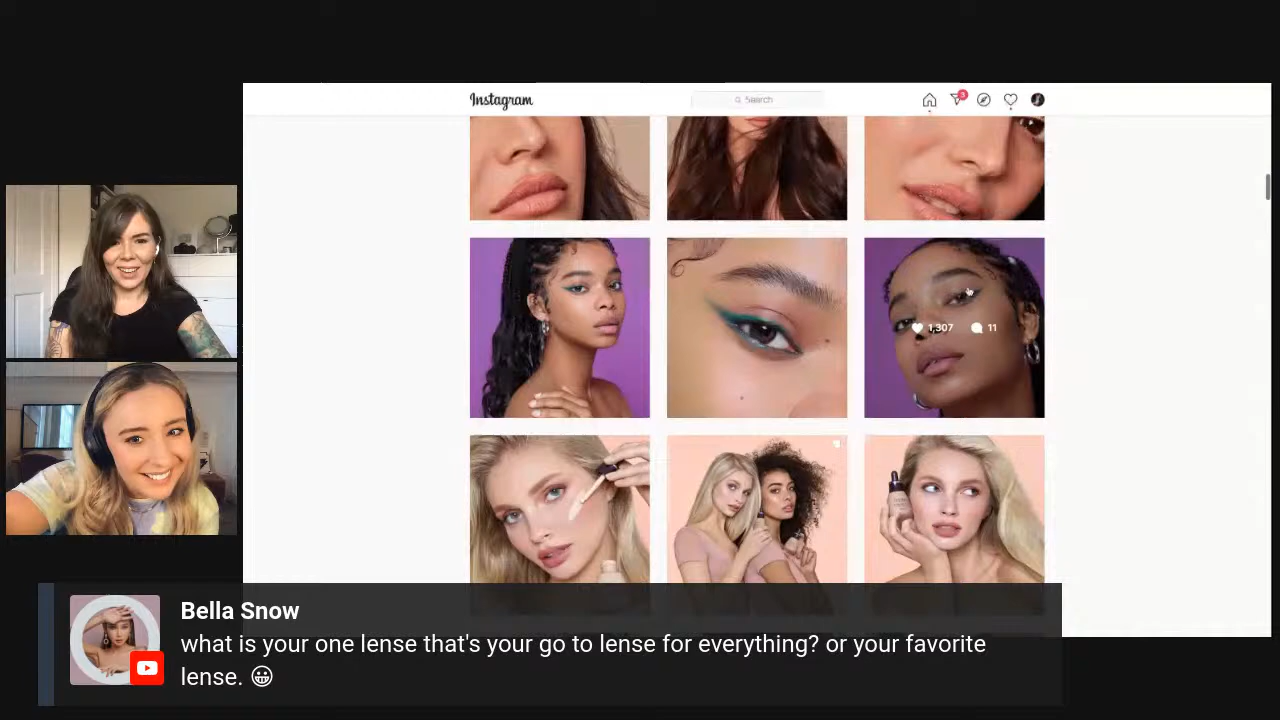 Instagram
Search
3
1,307 11
Bella Snow
what is your one lense that's your go to lense for everything? or your favorite
lense. 😀